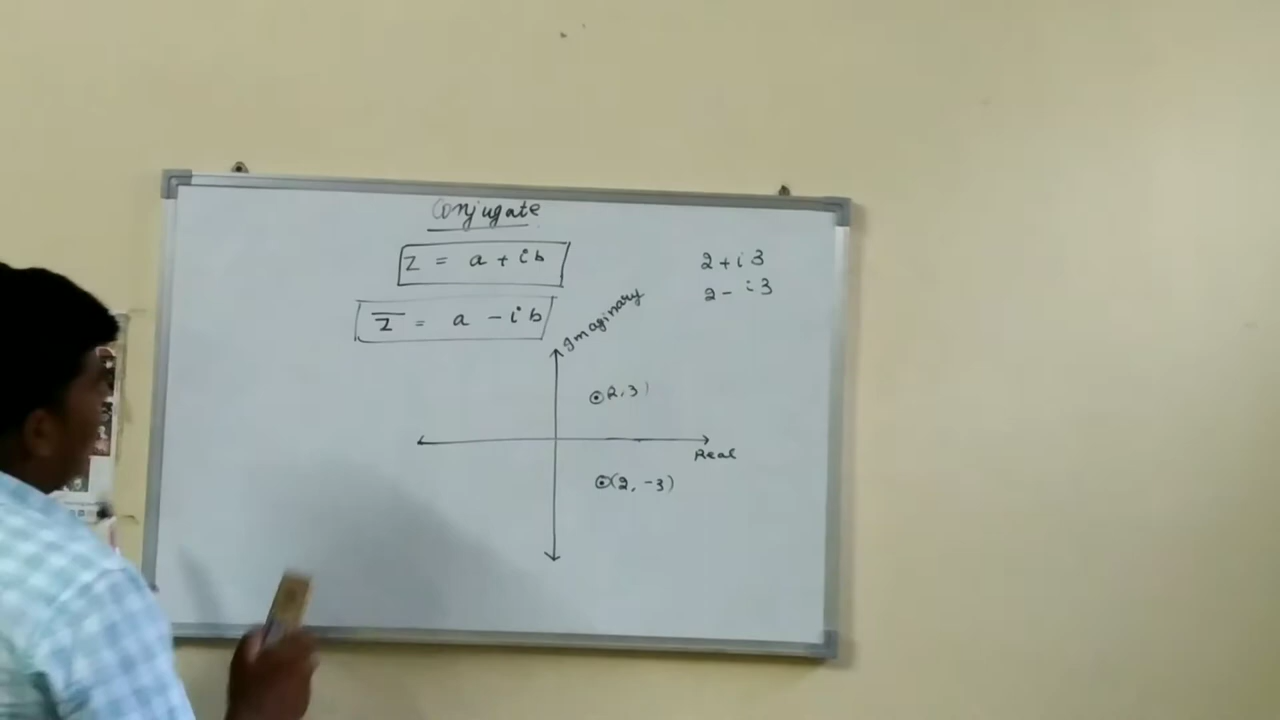 Conjugate
Z = a + ib
2 + i3
2 - i3
Z̅ = a - ib
Imaginary
2,3)
Real
(2, -3)